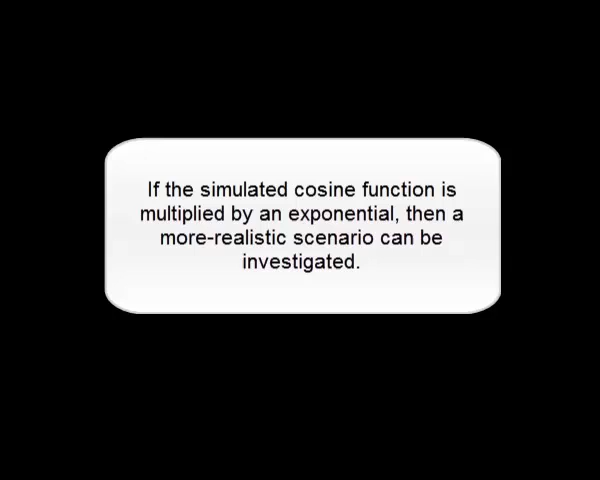 If the simulated cosine function is
multiplied by an exponential, then a
more-realistic scenario can be
investigated.